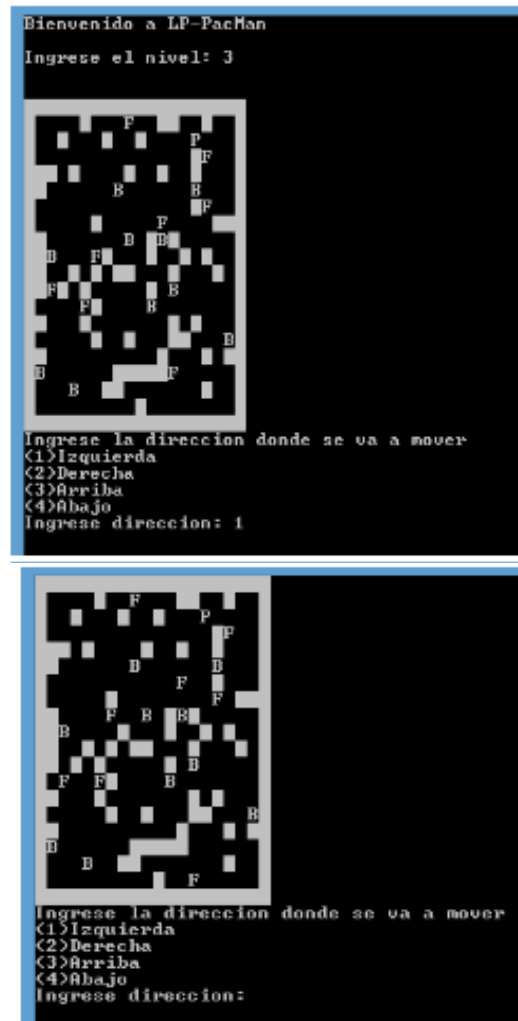 Bienvenido a LP-PacMan
Ingrese el nivel: 3
F
P
F
B B
F
F
B B
B F
F B
F B
B
B F
B
Ingrese la direccion donde se va a mover
(1)Izquierda
(2)Derecha
(3)Arriba
(4)Abajo
Ingrese direccion: 1
F
P
F
B B
F
F
F B B
B
B
F F B
B
B
B
F
Ingrese la direccion donde se va a mover
(1)Izquierda
(2)Derecha
(3)Arriba
(4)Abajo
Ingrese direccion: